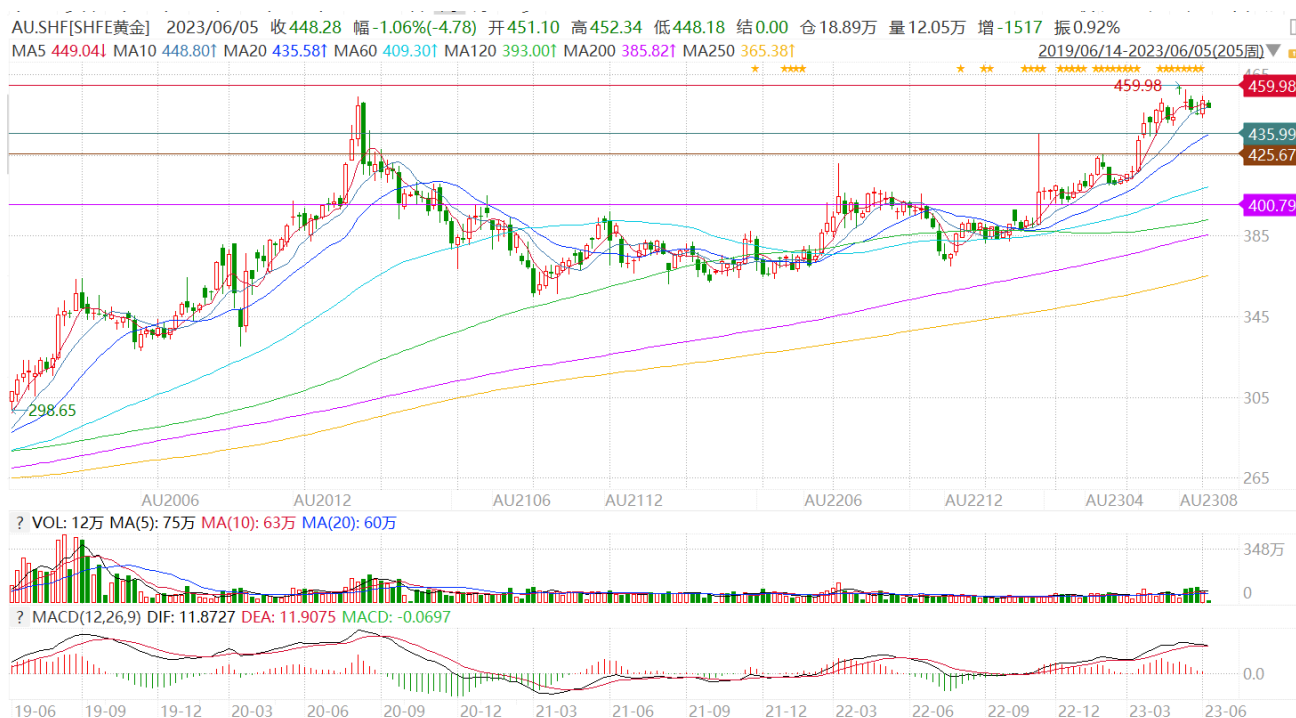 AU.SHF[SHFE黄金] 2023/06/05 收448.28 幅-1.06%(-4.78) 开451.10 高452.34 低448.18 结0.00 仓18.89万 量12.05万 增-1517 振0.92%
MA5 449.04↓ MA10 448.80↑ MA20 435.58↑ MA60 409.30↑ MA120 393.00↑ MA200 385.82↑ MA250 365.38↑ 2019/06/14-2023/06/05(205周)
465
459.98 459.98
435.99
425.67
400.79
385
345
305
298.65
265
AU2006 AU2012 AU2106 AU2112 AU2206 AU2212 AU2304 AU2308
? VOL: 12万 MA(5): 75万 MA(10): 63万 MA(20): 60万
348万
0
? MACD(12,26,9) DIF: 11.8727 DEA: 11.9075 MACD: -0.0697
0.0
19-06 19-09 19-12 20-03 20-06 20-09 20-12 21-03 21-06 21-09 21-12 22-03 22-06 22-09 22-12 23-03 23-06